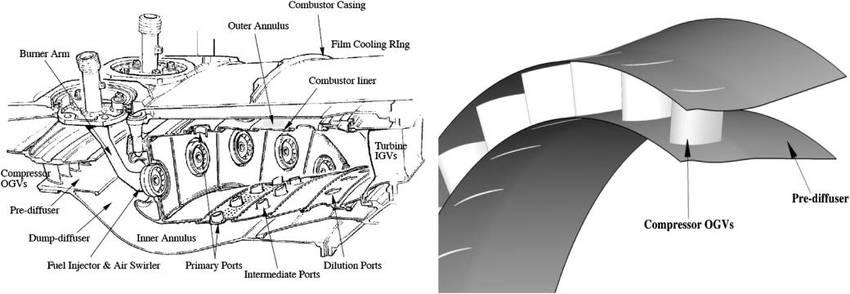 Combustor Casing
Outer Annulus
Film Cooling RIng
Burner Arm
Combustor liner
Turbine
IGVs
Compressor
OGVs
Pre-diffuser
Dump-diffuser
Inner Annulus
Fuel Injector & Air Swirler
Primary Ports
Intermediate Ports
Dilution Ports
Pre-diffuser
Compressor OGVs